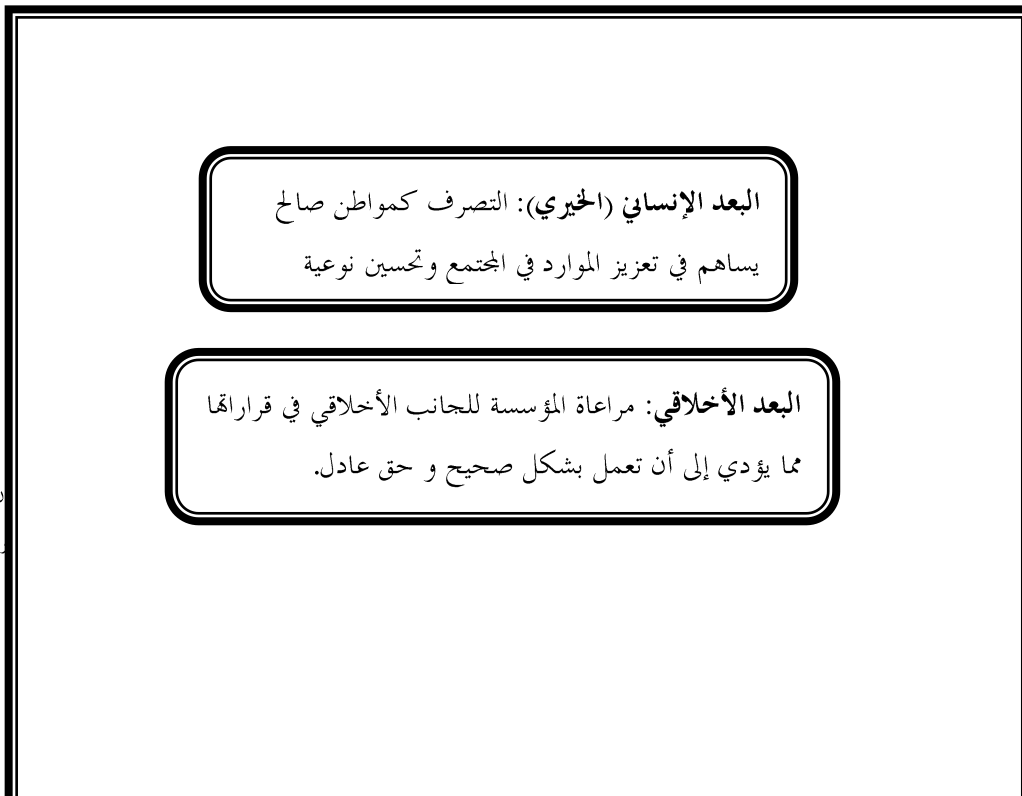 البعد الإنساني (الخيري): التصرف كمواطن صالح
يساهم في تعزيز الموارد في المجتمع وتحسين نوعية
البعد الأخلاقي: مراعاة المؤسسة للجانب الأخلاقي في قراراتها
مما يؤدي إلى أن تعمل بشكل صحيح و حق عادل.